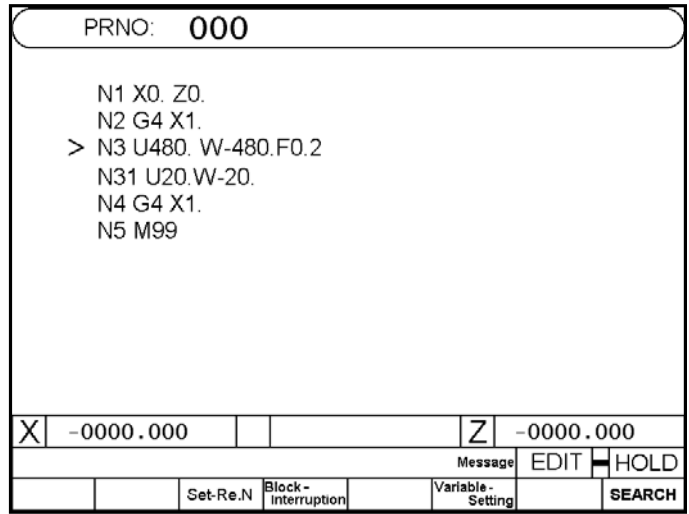 PRNO: 000
N1 X0. Z0.
N2 G4 X1.
> N3 U480. W-480.F0.2
N31 U20.W-20.
N4 G4 X1.
N5 M99
X -0000.000 Z -0000.000
Message EDIT HOLD
Set-Re.N Block-Interruption Variable-Setting SEARCH